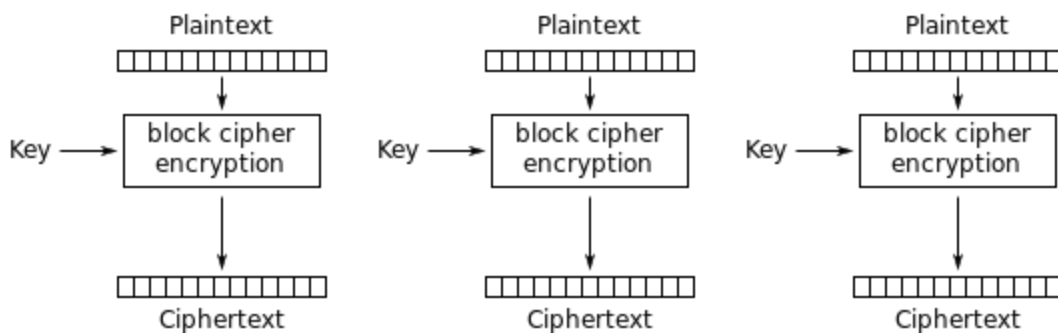 Plaintext Plaintext Plaintext
Key block cipher encryption Key block cipher encryption Key block cipher encryption
Ciphertext Ciphertext Ciphertext